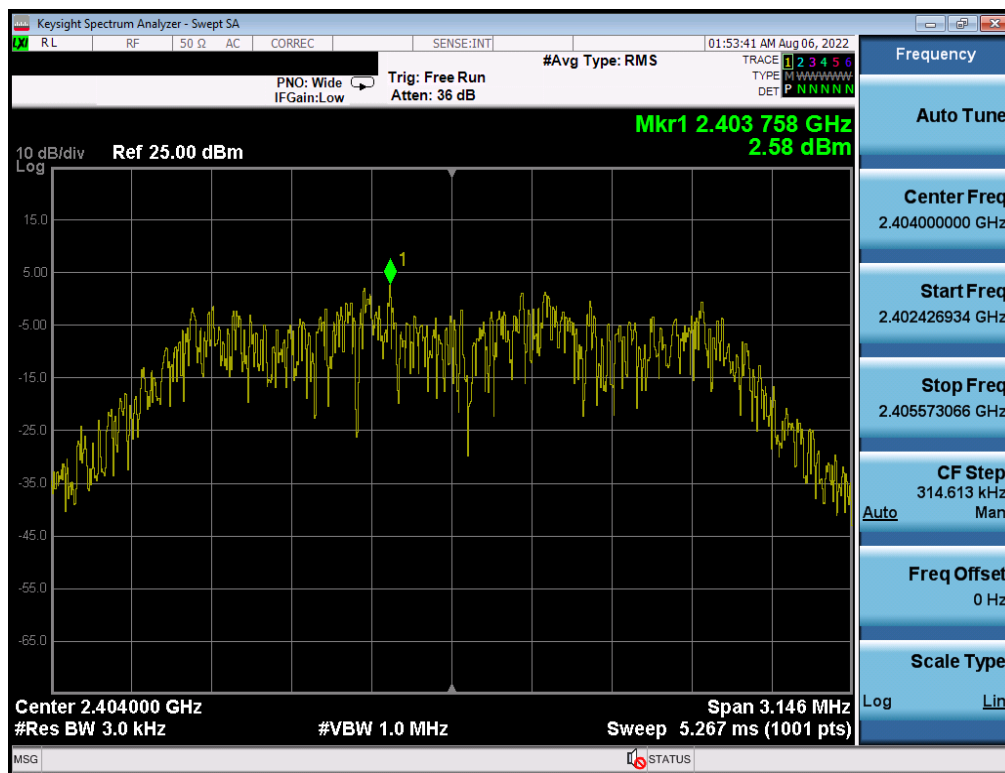 Keysight Spectrum Analyzer - Swept SA
LXI RL RF 50 Ω AC CORREC SENSE:INT 01:53:41 AM Aug 06, 2022
#Avg Type: RMS
TRACE 1 2 3 4 5 6
PNO: Wide Trig: Free Run
TYPE M WWWWW
IFGain:Low Atten: 36 dB
DET P N N N N N
Mkr1 2.403 758 GHz
2.58 dBm
10 dB/div Ref 25.00 dBm
Log
1
15.0
5.00
-5.00
-15.0
-25.0
-35.0
-45.0
-55.0
-65.0
Center 2.404000 GHz Span 3.146 MHz
#Res BW 3.0 kHz #VBW 1.0 MHz Sweep 5.267 ms (1001 pts)
MSG STATUS
Frequency
Auto Tune
Center Freq
2.404000000 GHz
Start Freq
2.402426934 GHz
Stop Freq
2.405573066 GHz
CF Step
314.613 kHz
Auto Man
Freq Offset
0 Hz
Scale Type
Log Lin